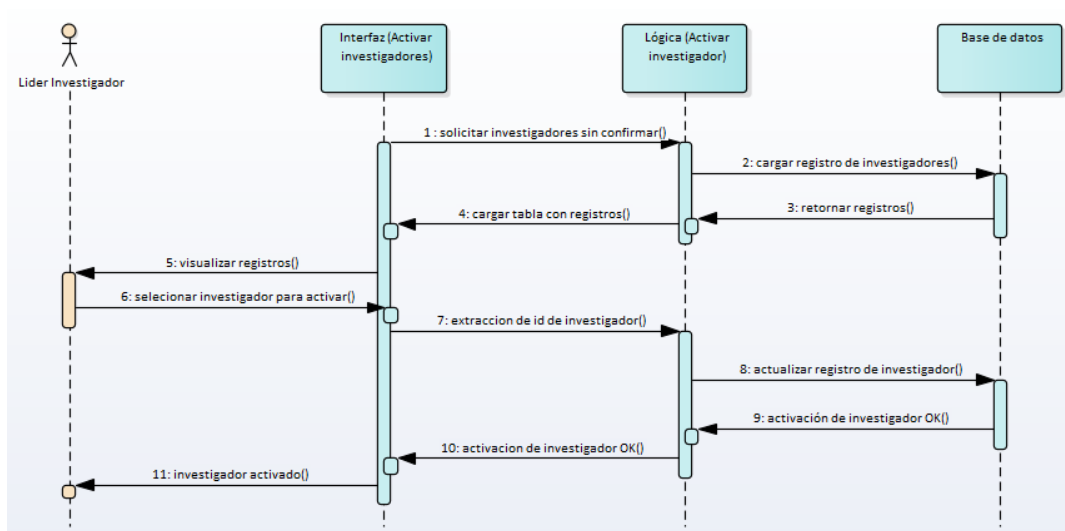 Interfaz (Activar
investigadores)
Lógica (Activar
investigador)
Base de datos
Lider Investigador
1 : solicitar investigadores sin confirmar()
2: cargar registro de investigadores()
3: retornar registros()
4: cargar tabla con registros()
5: visualizar registros()
6: selecionar investigador para activar()
7: extraccion de id de investigador()
8: actualizar registro de investigador()
9: activación de investigador OK()
10: activacion de investigador OK()
11: investigador activado()